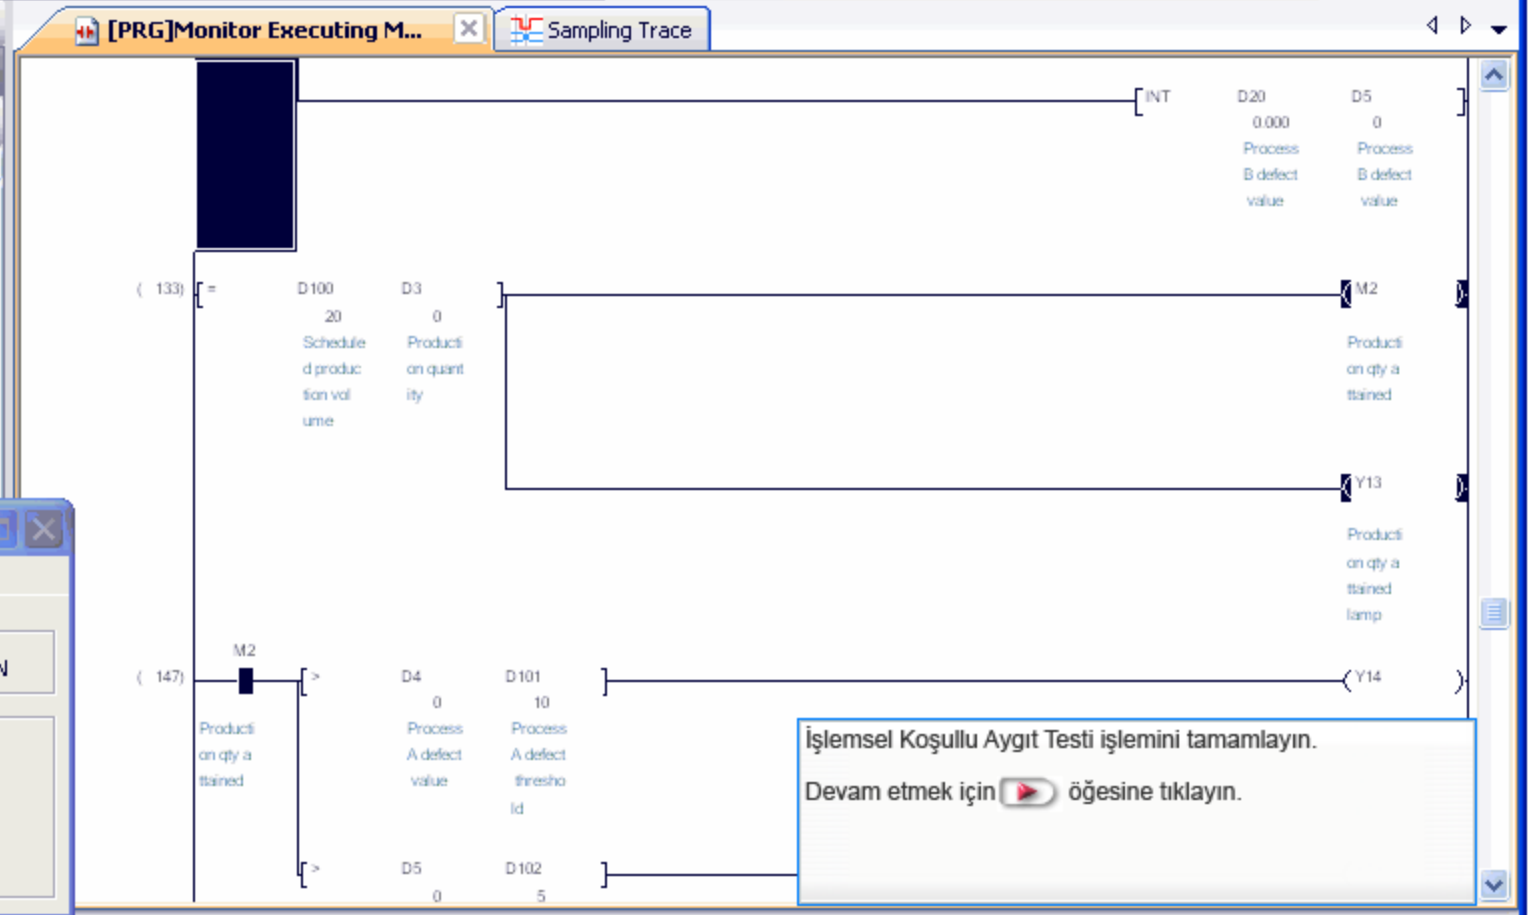 [PRG]Monitor Executing M... Sampling Trace
INT D20 D5
0.000 0
Process Process
B defect B defect
value value
( 133) = D100 D3 M2
20 0
Schedule Producti Producti
d produc on quant on qty a
tion vol ity ttained
ume
Y13
Producti
on qty a
ttained
lamp
M2
( 147) > D4 D101 Y14
0 10
Producti Process Process
on qty a A defect A defect
ttained value thresho
ld
> D5 D102
0 5
N
İşlemsel Koşullu Aygıt Testi işlemini tamamlayın.
Devam etmek için öğesine tıklayın.